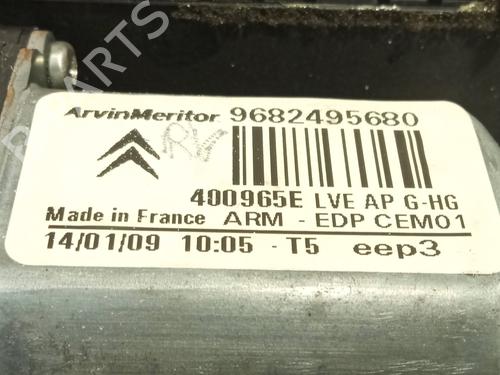 ArvinMeritor 9682495680
RV
400965E LVE AP G-HG
Made in France ARM - EDP CEM01
14/01/09 10:05 - T5 eep3